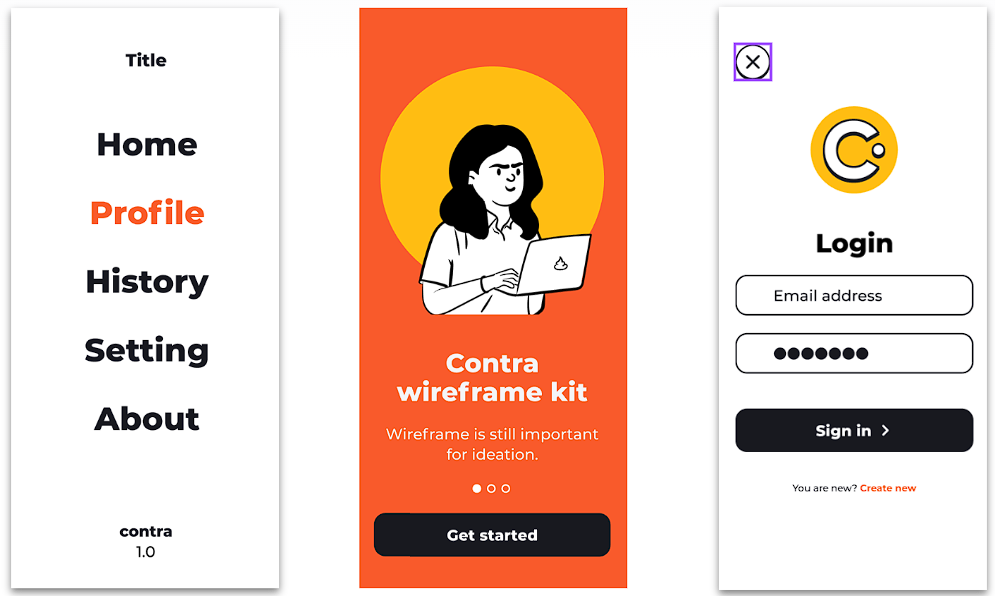 Title
Home
Profile
History
Setting
About
contra
1.0
Contra
wireframe kit
Wireframe is still important
for ideation.
Get started
C
Login
Email address
●●●●●●●
Sign in >
You are new? Create new